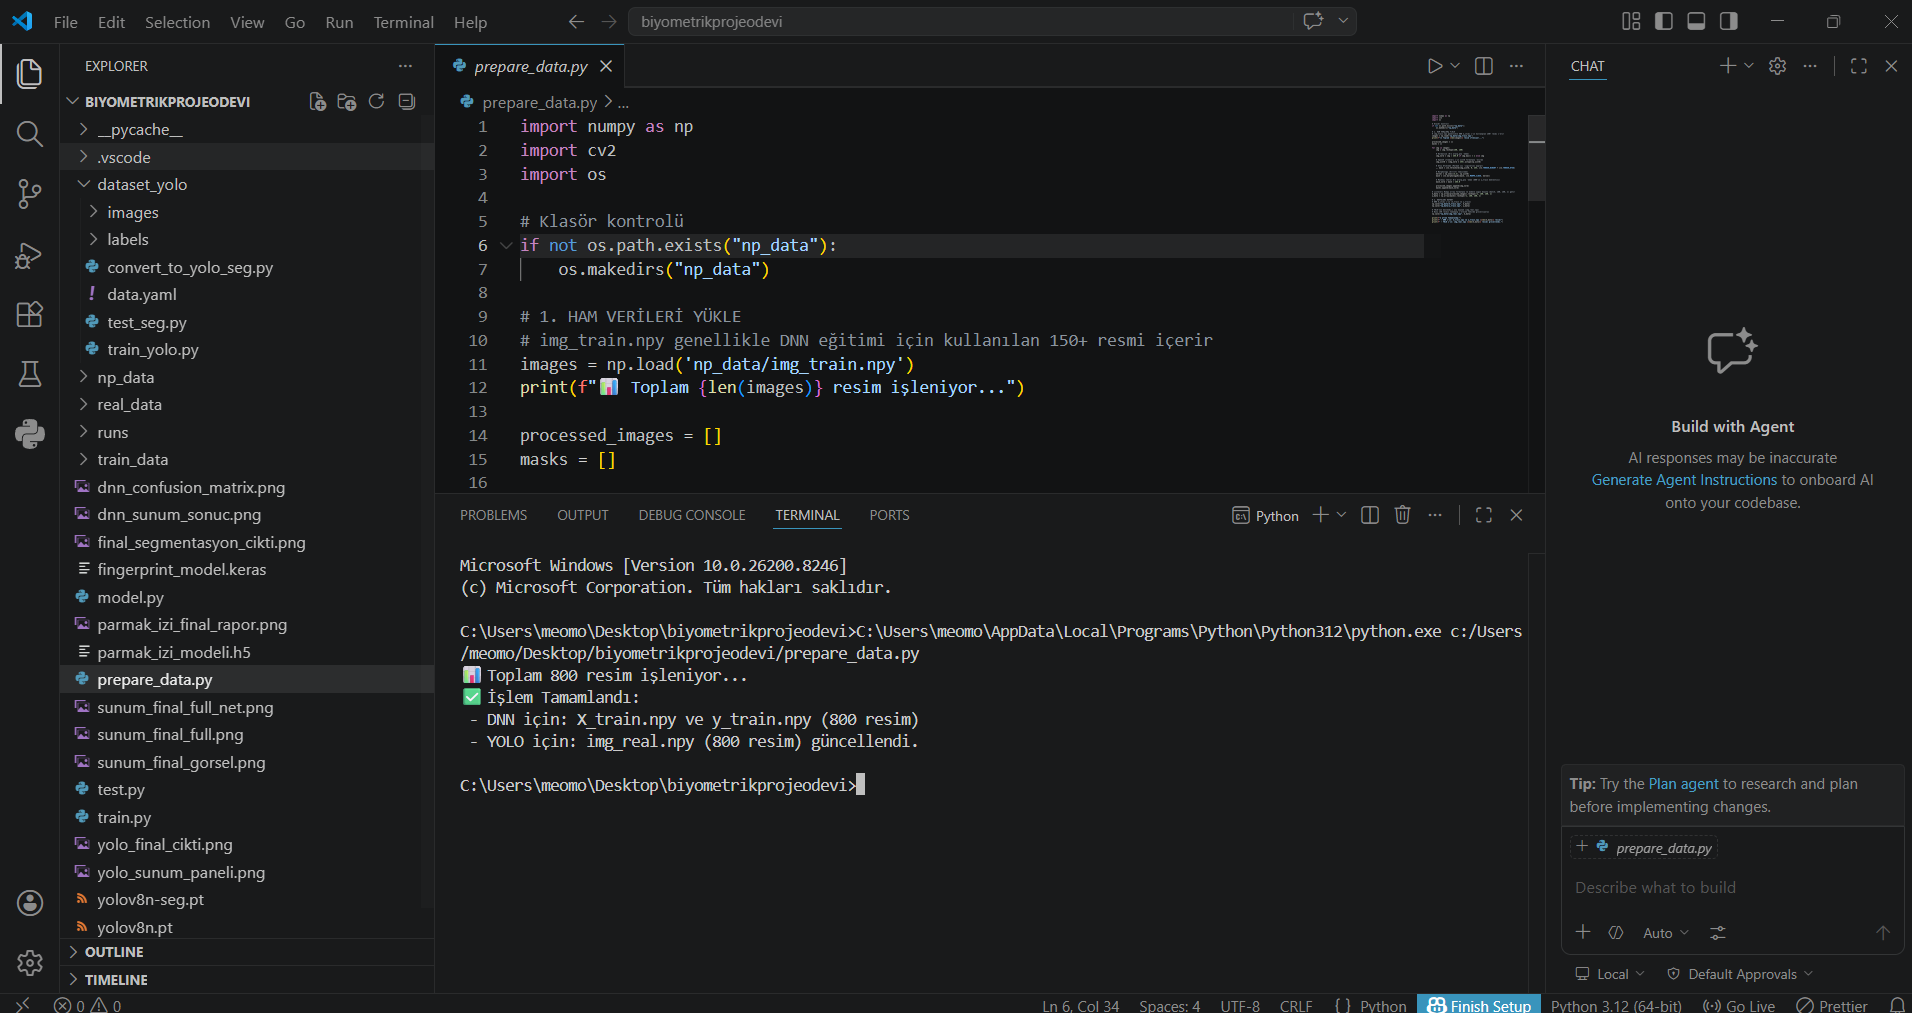 File Edit Selection View Go Run Terminal Help
biyometrikprojeodevi
EXPLORER
BIYOMETRIKPROJEODEVI
__pycache__
.vscode
dataset_yolo
images
labels
convert_to_yolo_seg.py
data.yaml
test_seg.py
train_yolo.py
np_data
real_data
runs
train_data
dnn_confusion_matrix.png
dnn_sunum_sonuc.png
final_segmentasyon_cikti.png
fingerprint_model.keras
model.py
parmak_izi_final_rapor.png
parmak_izi_modeli.h5
prepare_data.py
sunum_final_full_net.png
sunum_final_full.png
sunum_final_gorsel.png
test.py
train.py
yolo_final_cikti.png
yolo_sunum_paneli.png
yolov8n-seg.pt
yolov8n.pt
OUTLINE
TIMELINE
prepare_data.py
prepare_data.py > ...
1 import numpy as np
2 import cv2
3 import os
4
5 # Klasör kontrolü
6 if not os.path.exists("np_data"):
7 os.makedirs("np_data")
8
9 # 1. HAM VERİLERİ YÜKLE
10 # img_train.npy genellikle DNN eğitimi için kullanılan 150+ resmi içerir
11 images = np.load('np_data/img_train.npy')
12 print(f"📊 Toplam {len(images)} resim işleniyor...")
13
14 processed_images = []
15 masks = []
16
PROBLEMS OUTPUT DEBUG CONSOLE TERMINAL PORTS
Python
Microsoft Windows [Version 10.0.26200.8246]
(c) Microsoft Corporation. Tüm hakları saklıdır.
C:\Users\meomo\Desktop\biyometrikprojeodevi>C:\Users\meomo\AppData\Local\Programs\Python\Python312\python.exe c:/Users
/meomo/Desktop/biyometrikprojeodevi/prepare_data.py
📊 Toplam 800 resim işleniyor...
✅ İşlem Tamamlandı:
- DNN için: X_train.npy ve y_train.npy (800 resim)
- YOLO için: img_real.npy (800 resim) güncellendi.
C:\Users\meomo\Desktop\biyometrikprojeodevi>
CHAT
Build with Agent
AI responses may be inaccurate
Generate Agent Instructions to onboard AI
onto your codebase.
Tip: Try the Plan agent to research and plan
before implementing changes.
prepare_data.py
Describe what to build
Auto
Local Default Approvals
0 0
Ln 6, Col 34 Spaces: 4 UTF-8 CRLF { } Python Finish Setup Python 3.12 (64-bit) Go Live Prettier